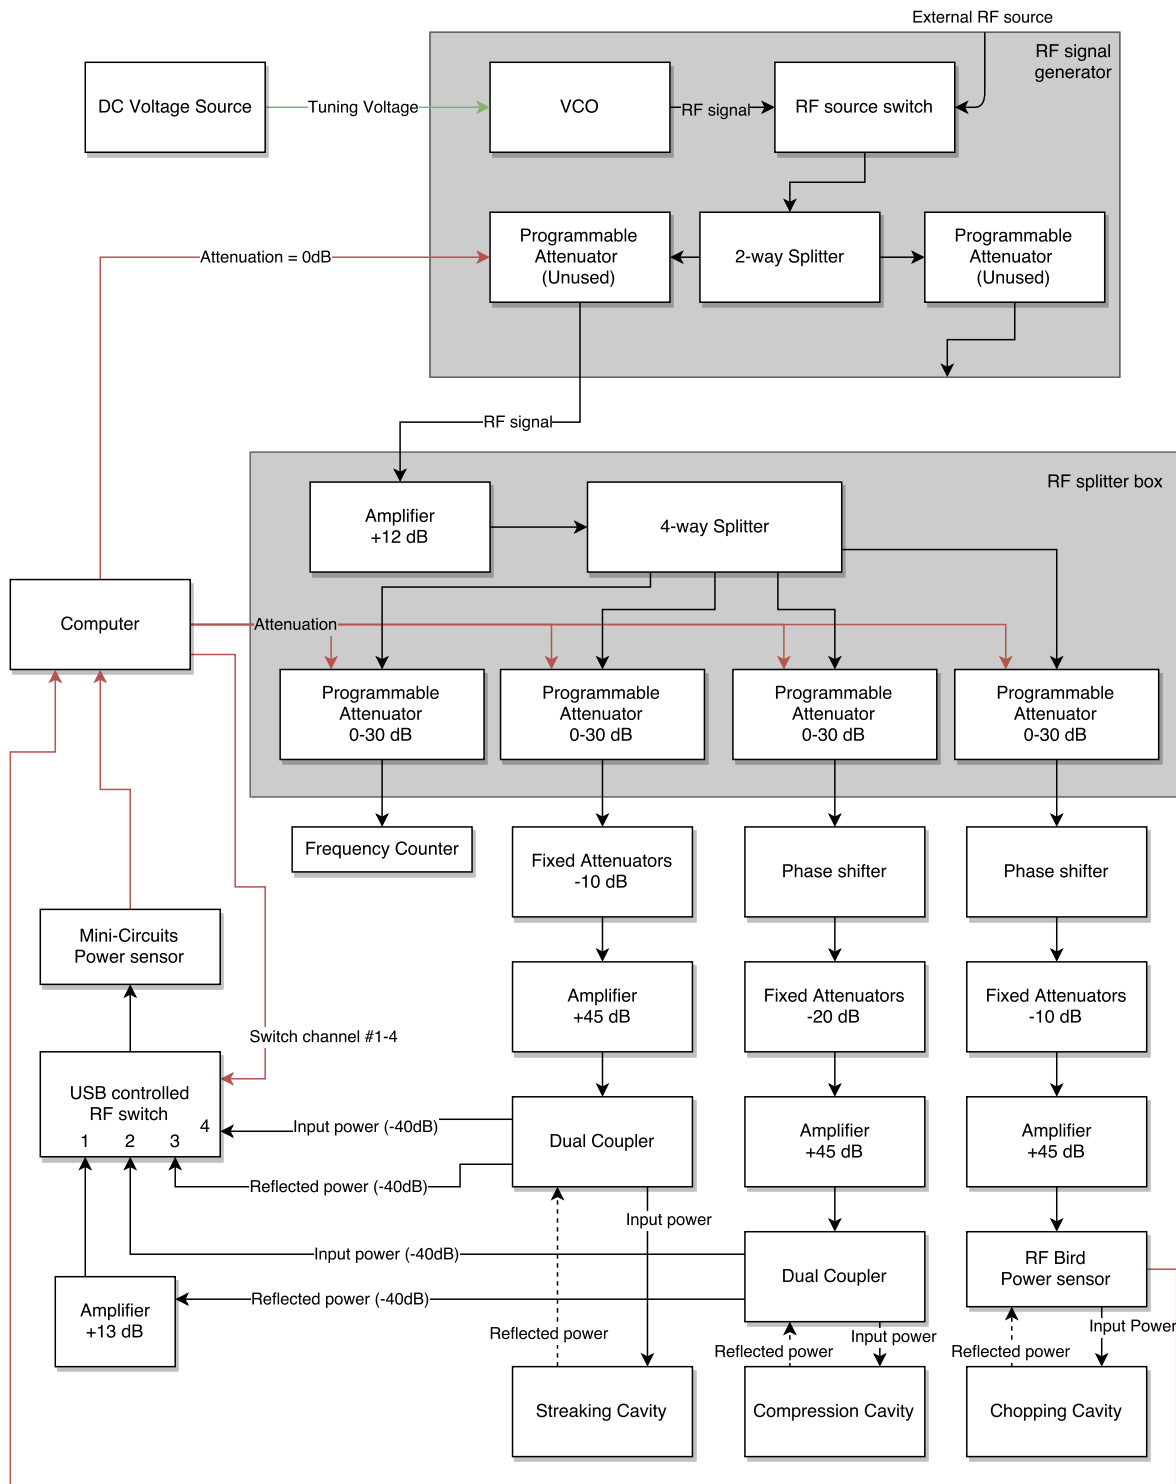 External RF source
RF signal
generator
DC Voltage Source
Tuning Voltage
VCO
RF signal
RF source switch
Attenuation = 0dB
Programmable
Attenuator
(Unused)
2-way Splitter
Programmable
Attenuator
(Unused)
RF signal
RF splitter box
Amplifier
+12 dB
4-way Splitter
Computer
Attenuation
Programmable
Attenuator
0-30 dB
Programmable
Attenuator
0-30 dB
Programmable
Attenuator
0-30 dB
Programmable
Attenuator
0-30 dB
Frequency Counter
Fixed Attenuators
-10 dB
Phase shifter
Phase shifter
Mini-Circuits
Power sensor
Amplifier
+45 dB
Fixed Attenuators
-20 dB
Fixed Attenuators
-10 dB
Switch channel #1-4
USB controlled
RF switch
1
2
3
4
Input power (-40dB)
Dual Coupler
Amplifier
+45 dB
Amplifier
+45 dB
Reflected power (-40dB)
Input power
Input power (-40dB)
Dual Coupler
RF Bird
Power sensor
Amplifier
+13 dB
Reflected power (-40dB)
Reflected power
Input power
Reflected power
Input Power
Reflected power
Streaking Cavity
Compression Cavity
Chopping Cavity